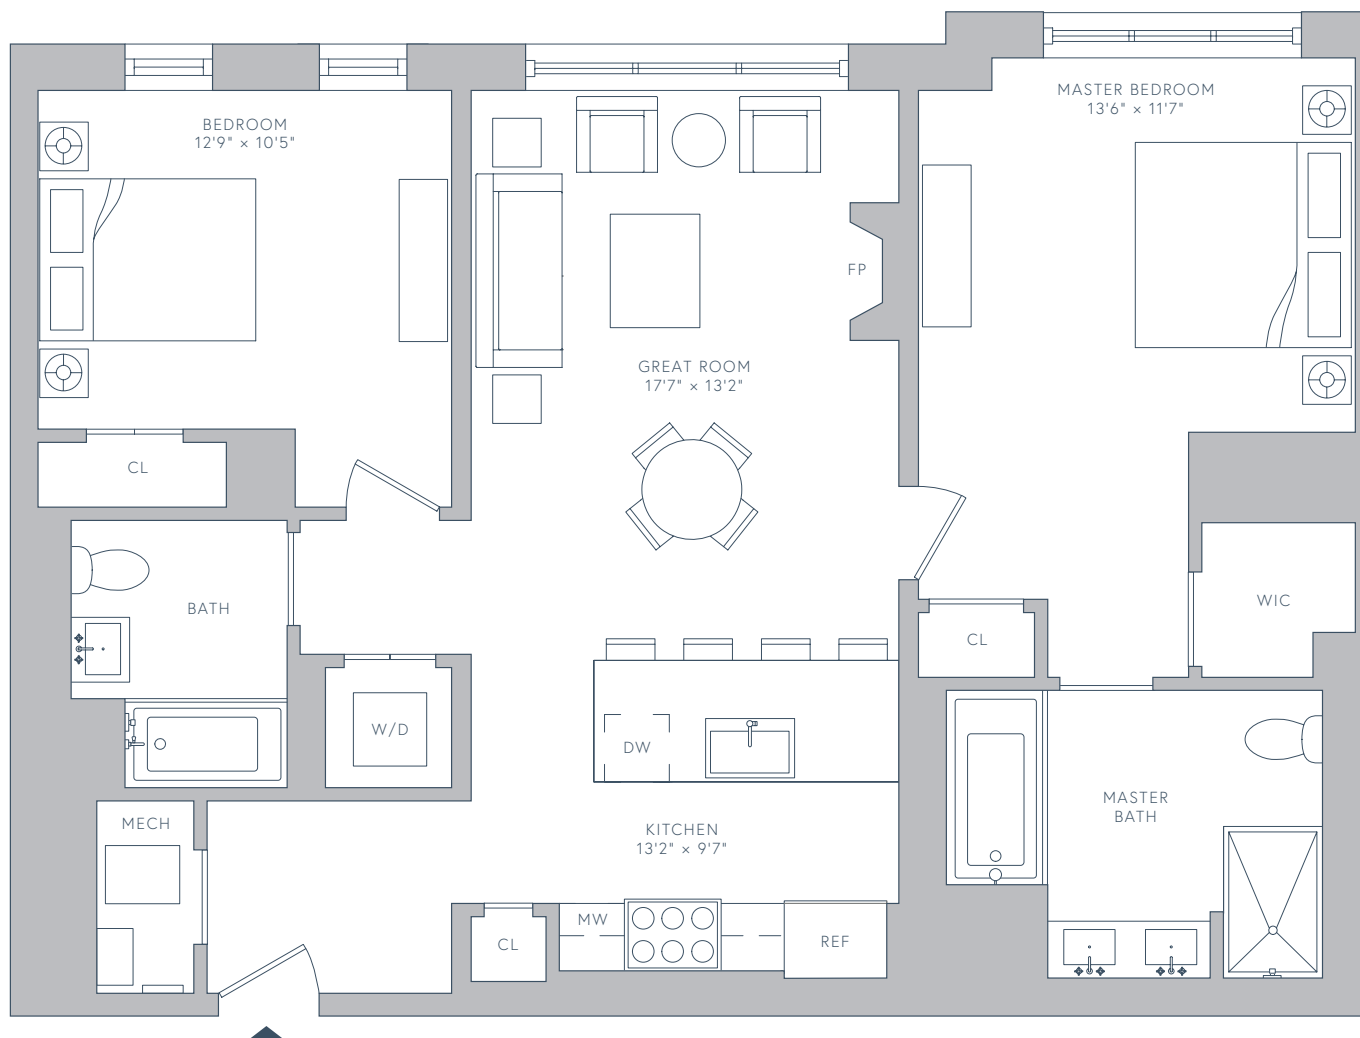 MASTER BEDROOM
13'6" × 11'7"
BEDROOM
12'9" × 10'5"
FP
GREAT ROOM
17'7" × 13'2"
CL
BATH
WIC
CL
W/D
DW
MASTER
BATH
MECH
KITCHEN
13'2" × 9'7"
MW
CL
REF